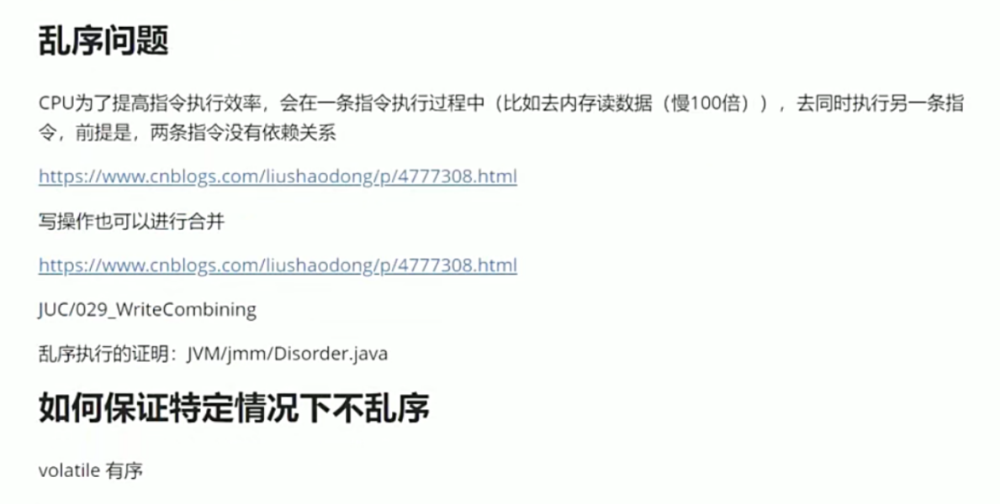 乱序问题
CPU为了提高指令执行效率，会在一条指令执行过程中（比如去内存读数据（慢100倍）），去同时执行另一条指
令，前提是，两条指令没有依赖关系
https://www.cnblogs.com/liushaodong/p/4777308.html
写操作也可以进行合并
https://www.cnblogs.com/liushaodong/p/4777308.html
JUC/029_WriteCombining
乱序执行的证明：JVM/jmm/Disorder.java
如何保证特定情况下不乱序
volatile 有序